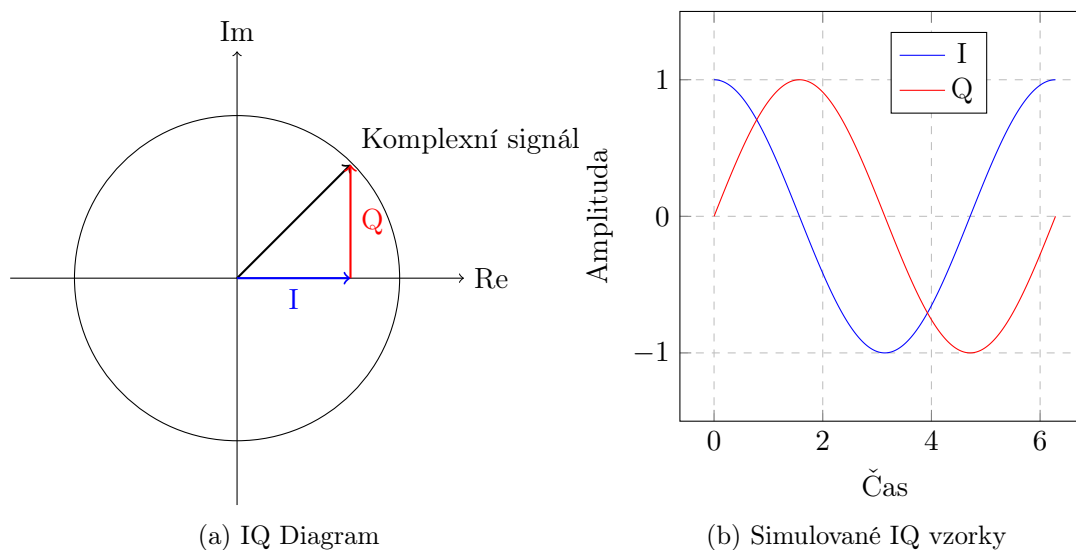 Im
Komplexní signál
Q
Re
I
(a) IQ Diagram
I
Q
1
0
−1
Amplituda
0 2 4 6
Čas
(b) Simulované IQ vzorky